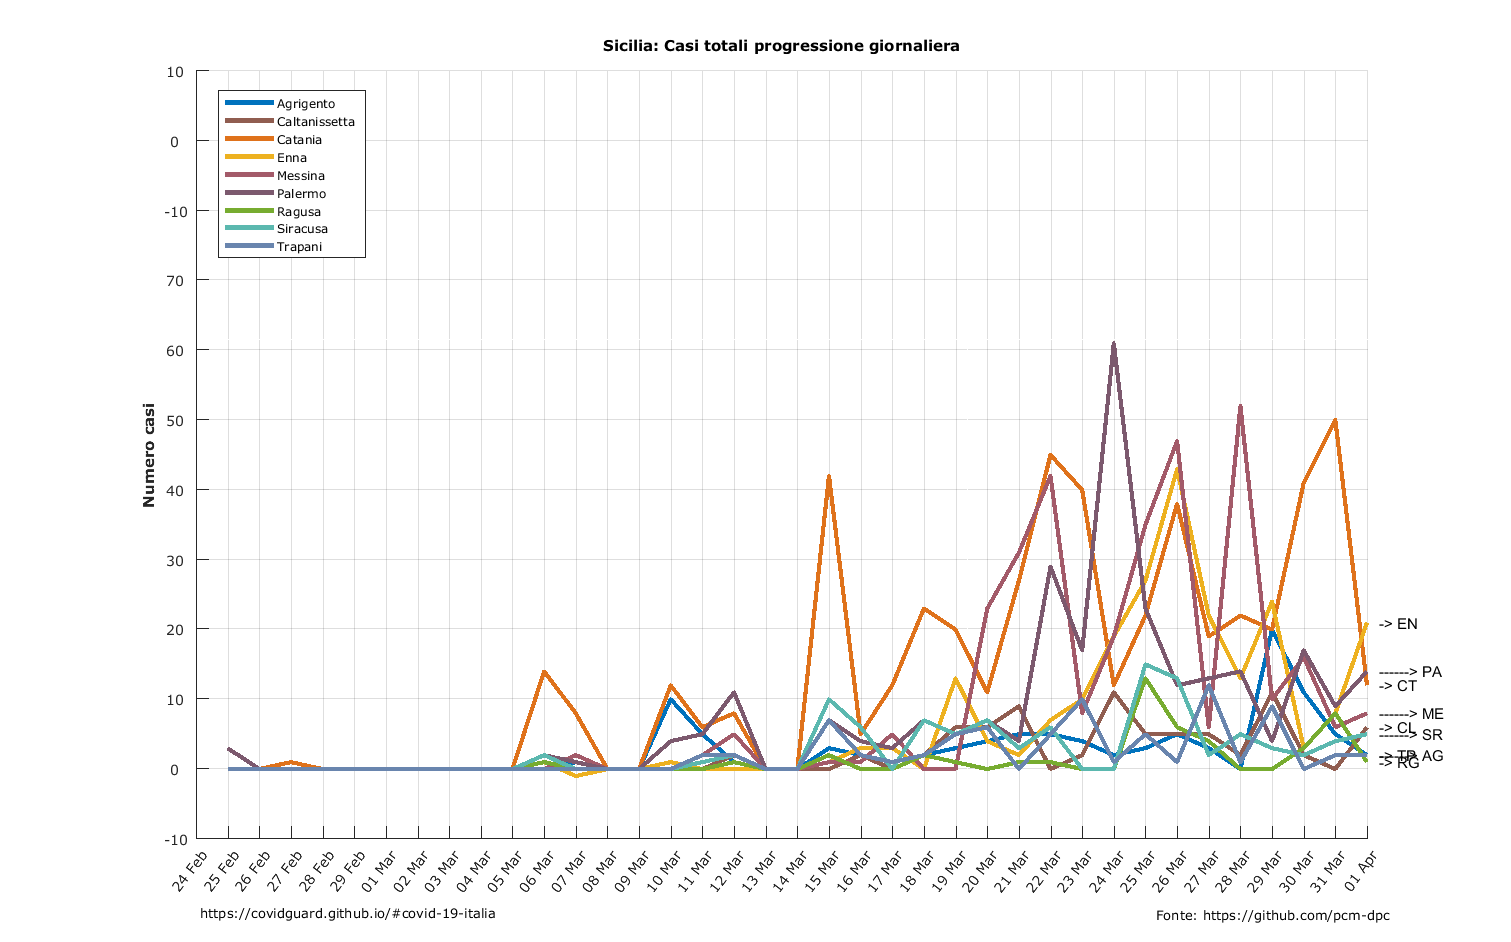 Sicilia: Casi totali progressione giornaliera
10
0
-10
70
60
50
40
30
20
10
0
-10
Numero casi
Agrigento
Caltanissetta
Catania
Enna
Messina
Palermo
Ragusa
Siracusa
Trapani
-> EN
------> PA
-> CT
------> ME
-> CL
------> SR
-> TP
------> AG
-> RG
24 Feb
25 Feb
26 Feb
27 Feb
28 Feb
29 Feb
01 Mar
02 Mar
03 Mar
04 Mar
05 Mar
06 Mar
07 Mar
08 Mar
09 Mar
10 Mar
11 Mar
12 Mar
13 Mar
14 Mar
15 Mar
16 Mar
17 Mar
18 Mar
19 Mar
20 Mar
21 Mar
22 Mar
23 Mar
24 Mar
25 Mar
26 Mar
27 Mar
28 Mar
29 Mar
30 Mar
31 Mar
01 Apr
https://covidguard.github.io/#covid-19-italia
Fonte: https://github.com/pcm-dpc